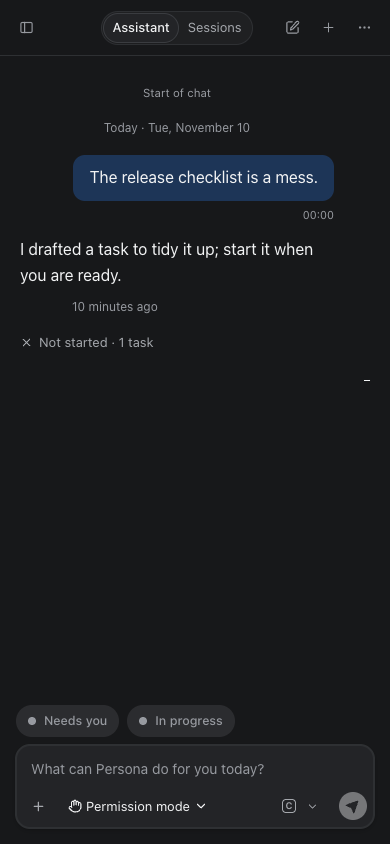 Assistant
Sessions
Start of chat
Today · Tue, November 10
The release checklist is a mess.
00:00
I drafted a task to tidy it up; start it when
you are ready.
10 minutes ago
Not started · 1 task
Needs you
In progress
What can Persona do for you today?
Permission mode
C